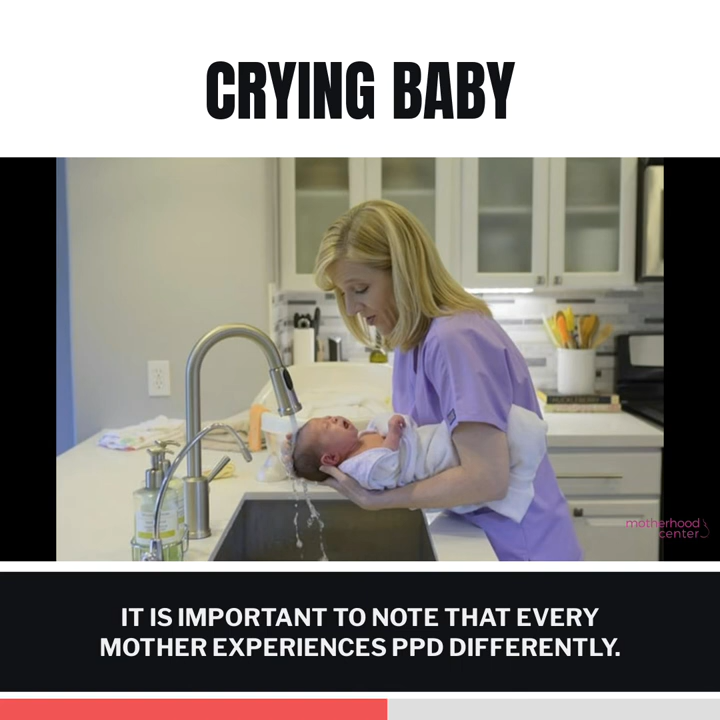 CRYING BABY
motherhood
center
IT IS IMPORTANT TO NOTE THAT EVERY
MOTHER EXPERIENCES PPD DIFFERENTLY.